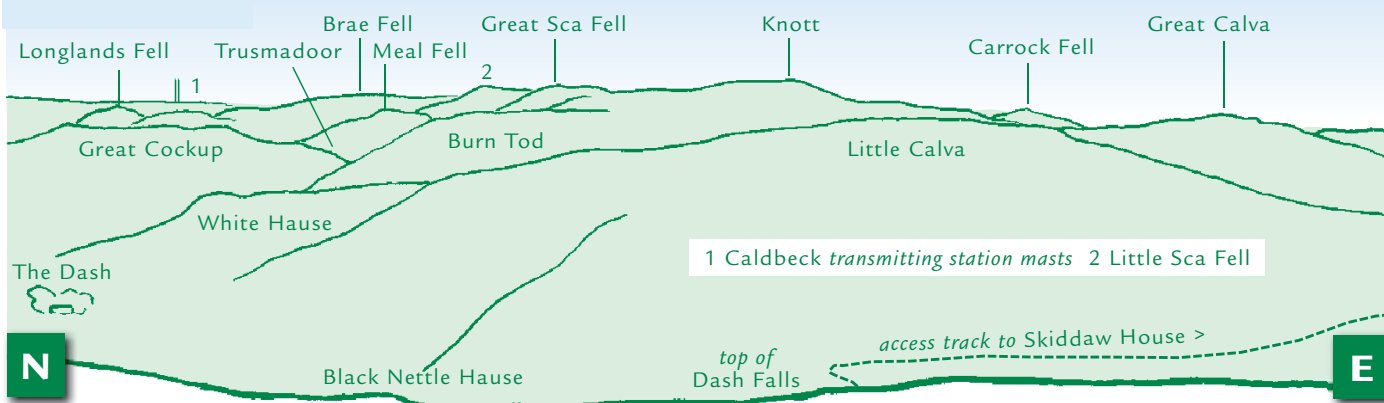 Brae Fell
Great Sca Fell
Knott
Great Calva
Longlands Fell
Trusmadoor
Meal Fell
Carrock Fell
1
2
Great Cockup
Burn Tod
Little Calva
White Hause
1 Caldbeck transmitting station masts 2 Little Sca Fell
The Dash
access track to Skiddaw House >
N
top of
Dash Falls
E
Black Nettle Hause